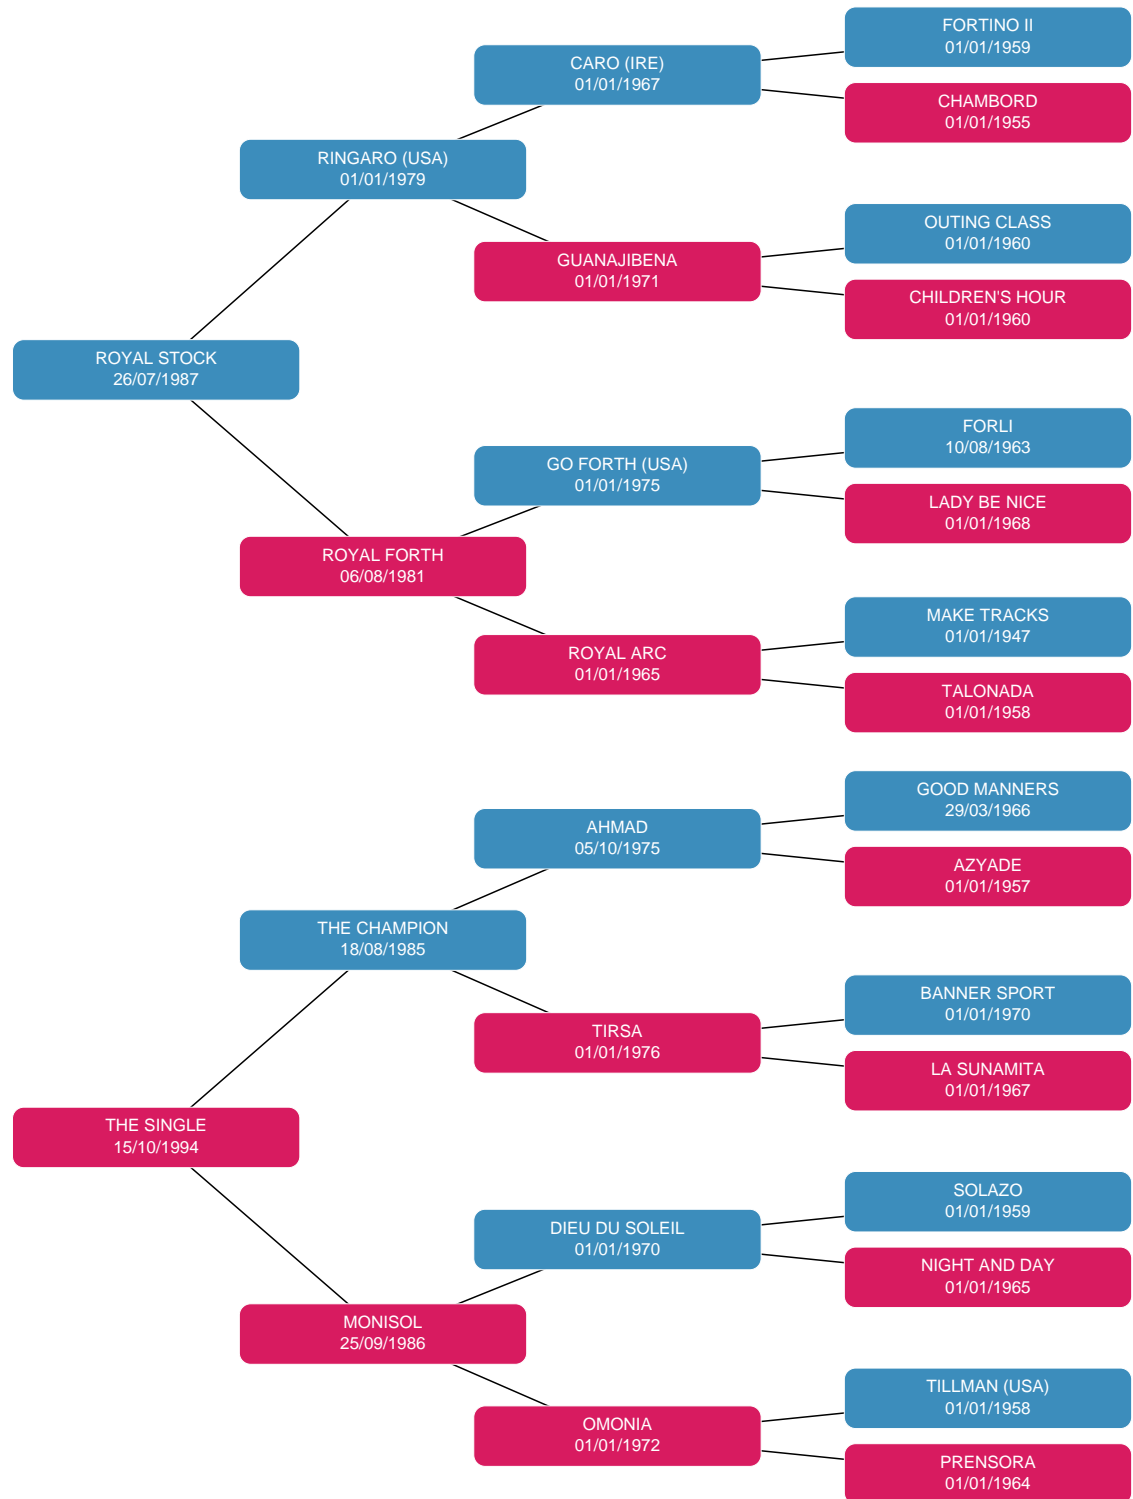 FORTINO II
01/01/1959
CARO (IRE)
01/01/1967
CHAMBORD
01/01/1955
RINGARO (USA)
01/01/1979
OUTING CLASS
01/01/1960
GUANAJIBENA
01/01/1971
CHILDREN'S HOUR
01/01/1960
ROYAL STOCK
26/07/1987
FORLI
10/08/1963
GO FORTH (USA)
01/01/1975
LADY BE NICE
01/01/1968
ROYAL FORTH
06/08/1981
MAKE TRACKS
01/01/1947
ROYAL ARC
01/01/1965
TALONADA
01/01/1958
GOOD MANNERS
29/03/1966
AHMAD
05/10/1975
AZYADE
01/01/1957
THE CHAMPION
18/08/1985
BANNER SPORT
01/01/1970
TIRSA
01/01/1976
LA SUNAMITA
01/01/1967
THE SINGLE
15/10/1994
SOLAZO
01/01/1959
DIEU DU SOLEIL
01/01/1970
NIGHT AND DAY
01/01/1965
MONISOL
25/09/1986
TILLMAN (USA)
01/01/1958
OMONIA
01/01/1972
PRENSORA
01/01/1964